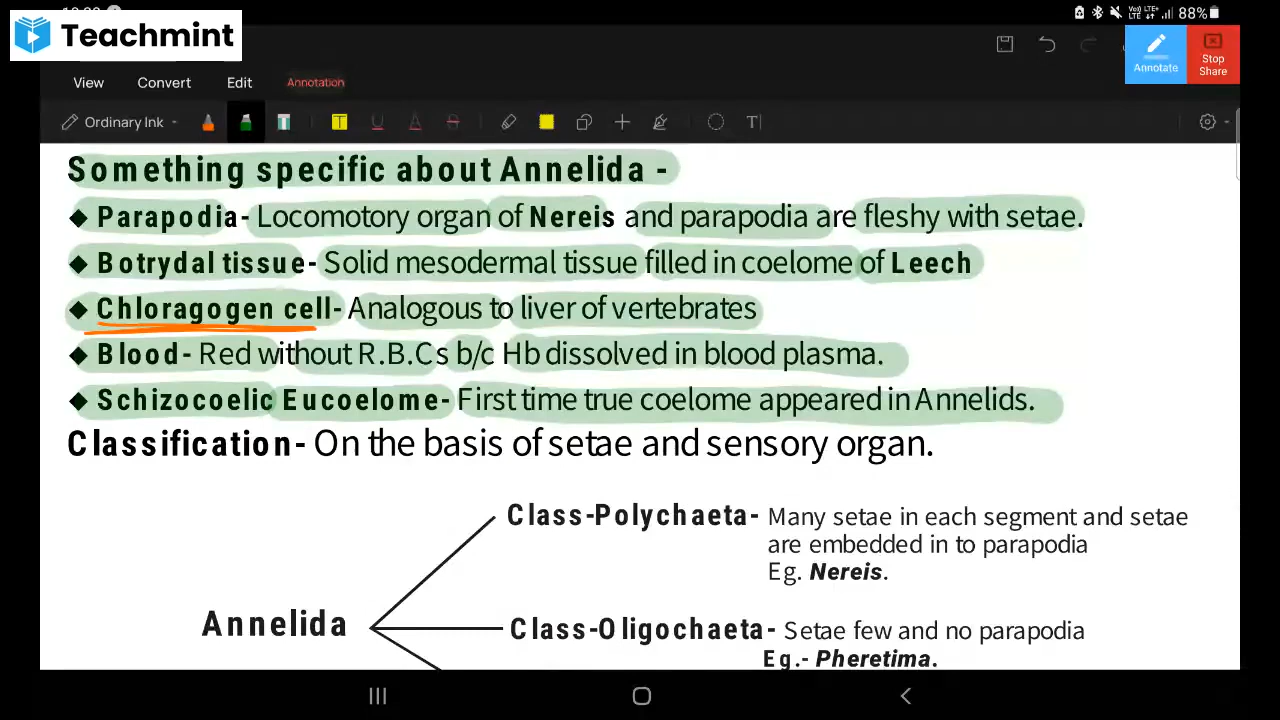 Teachmint
Vo)) LTE+
LTE 88%
View Convert Edit Annotation
Annotate
Stop
Share
Ordinary Ink T U A S T
Something specific about Annelida -
◆ Parapodia- Locomotory organ of Nereis and parapodia are fleshy with setae.
◆ Botrydal tissue- Solid mesodermal tissue filled in coelome of Leech
◆ Chloragogen cell- Analogous to liver of vertebrates
◆ Blood- Red without R.B.Cs b/c Hb dissolved in blood plasma.
◆ Schizocoelic Eucoelome- First time true coelome appeared in Annelids.
Classification- On the basis of setae and sensory organ.
Class-Polychaeta- Many setae in each segment and setae
are embedded in to parapodia
Eg. Nereis.
Annelida
Class-Oligochaeta- Setae few and no parapodia
Eg.- Pheretima.